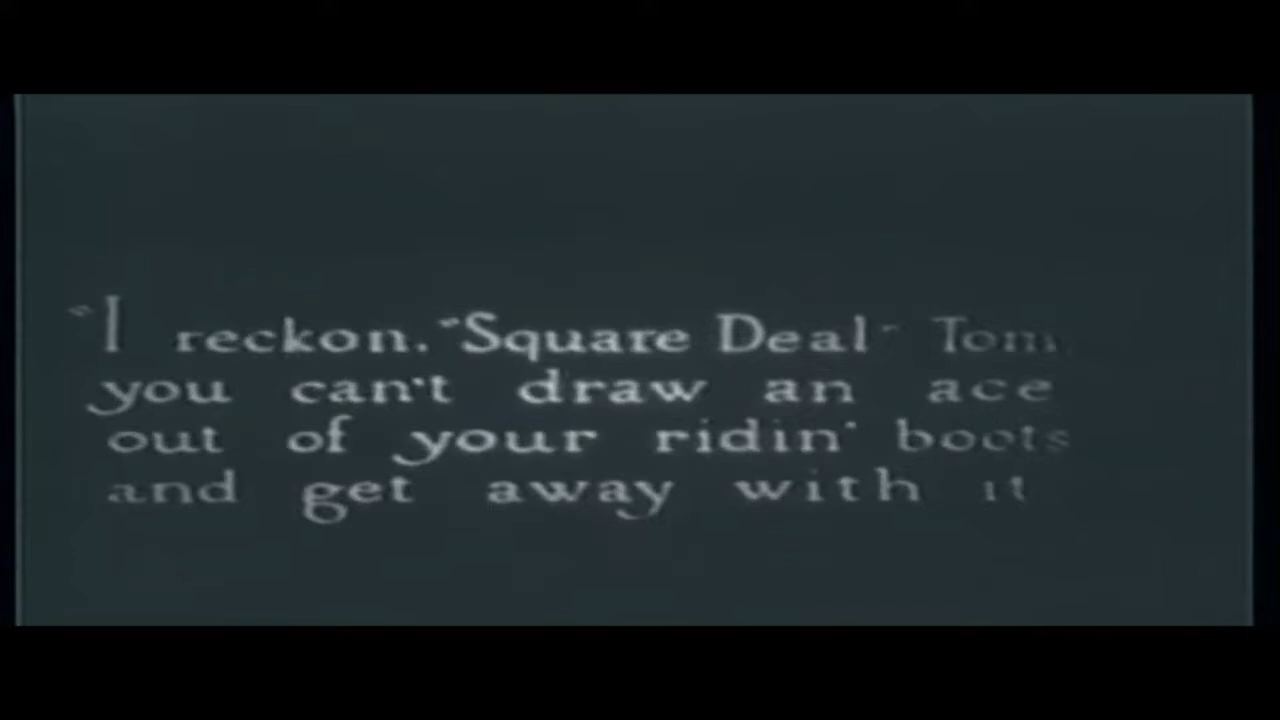 "I reckon. "Square Deal" Tom,
you can't draw an ace
out of your ridin' boots
and get away with it